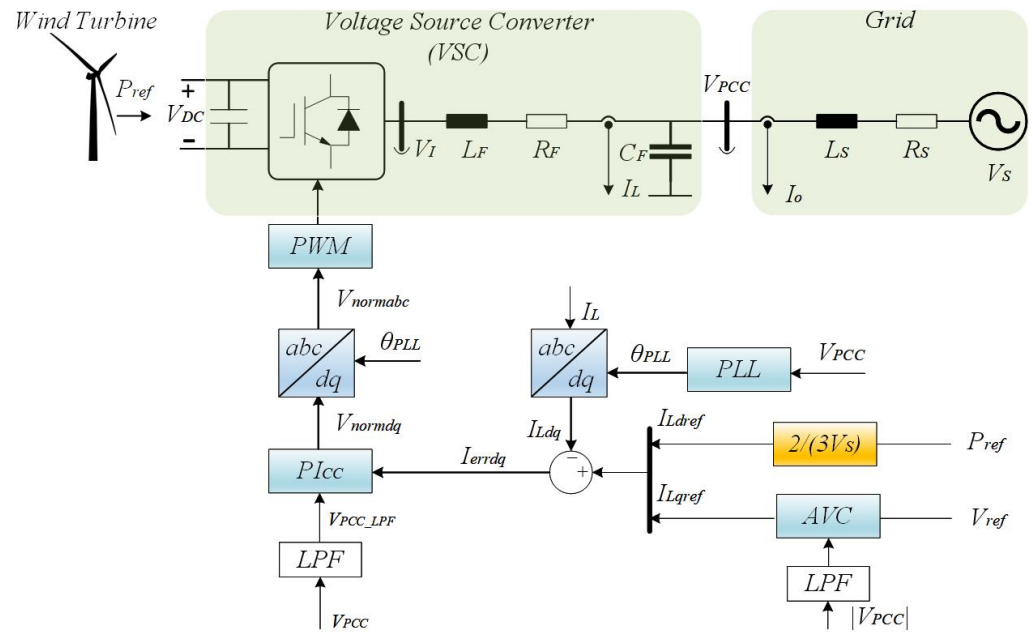 Wind Turbine
Voltage Source Converter
(VSC)
Grid
Pref
+
VDC
−
VI
LF
RF
IL
CF
VPCC
Io
Ls
Rs
Vs
PWM
Vnormabc
abc
dq
θPLL
Vnormdq
PIcc
VPCC_LPF
LPF
VPCC
IL
abc
dq
θPLL
PLL
VPCC
ILdq
Ierrdq
−
+
ILdref
2/(3Vs)
Pref
ILqref
AVC
Vref
LPF
|VPCC|